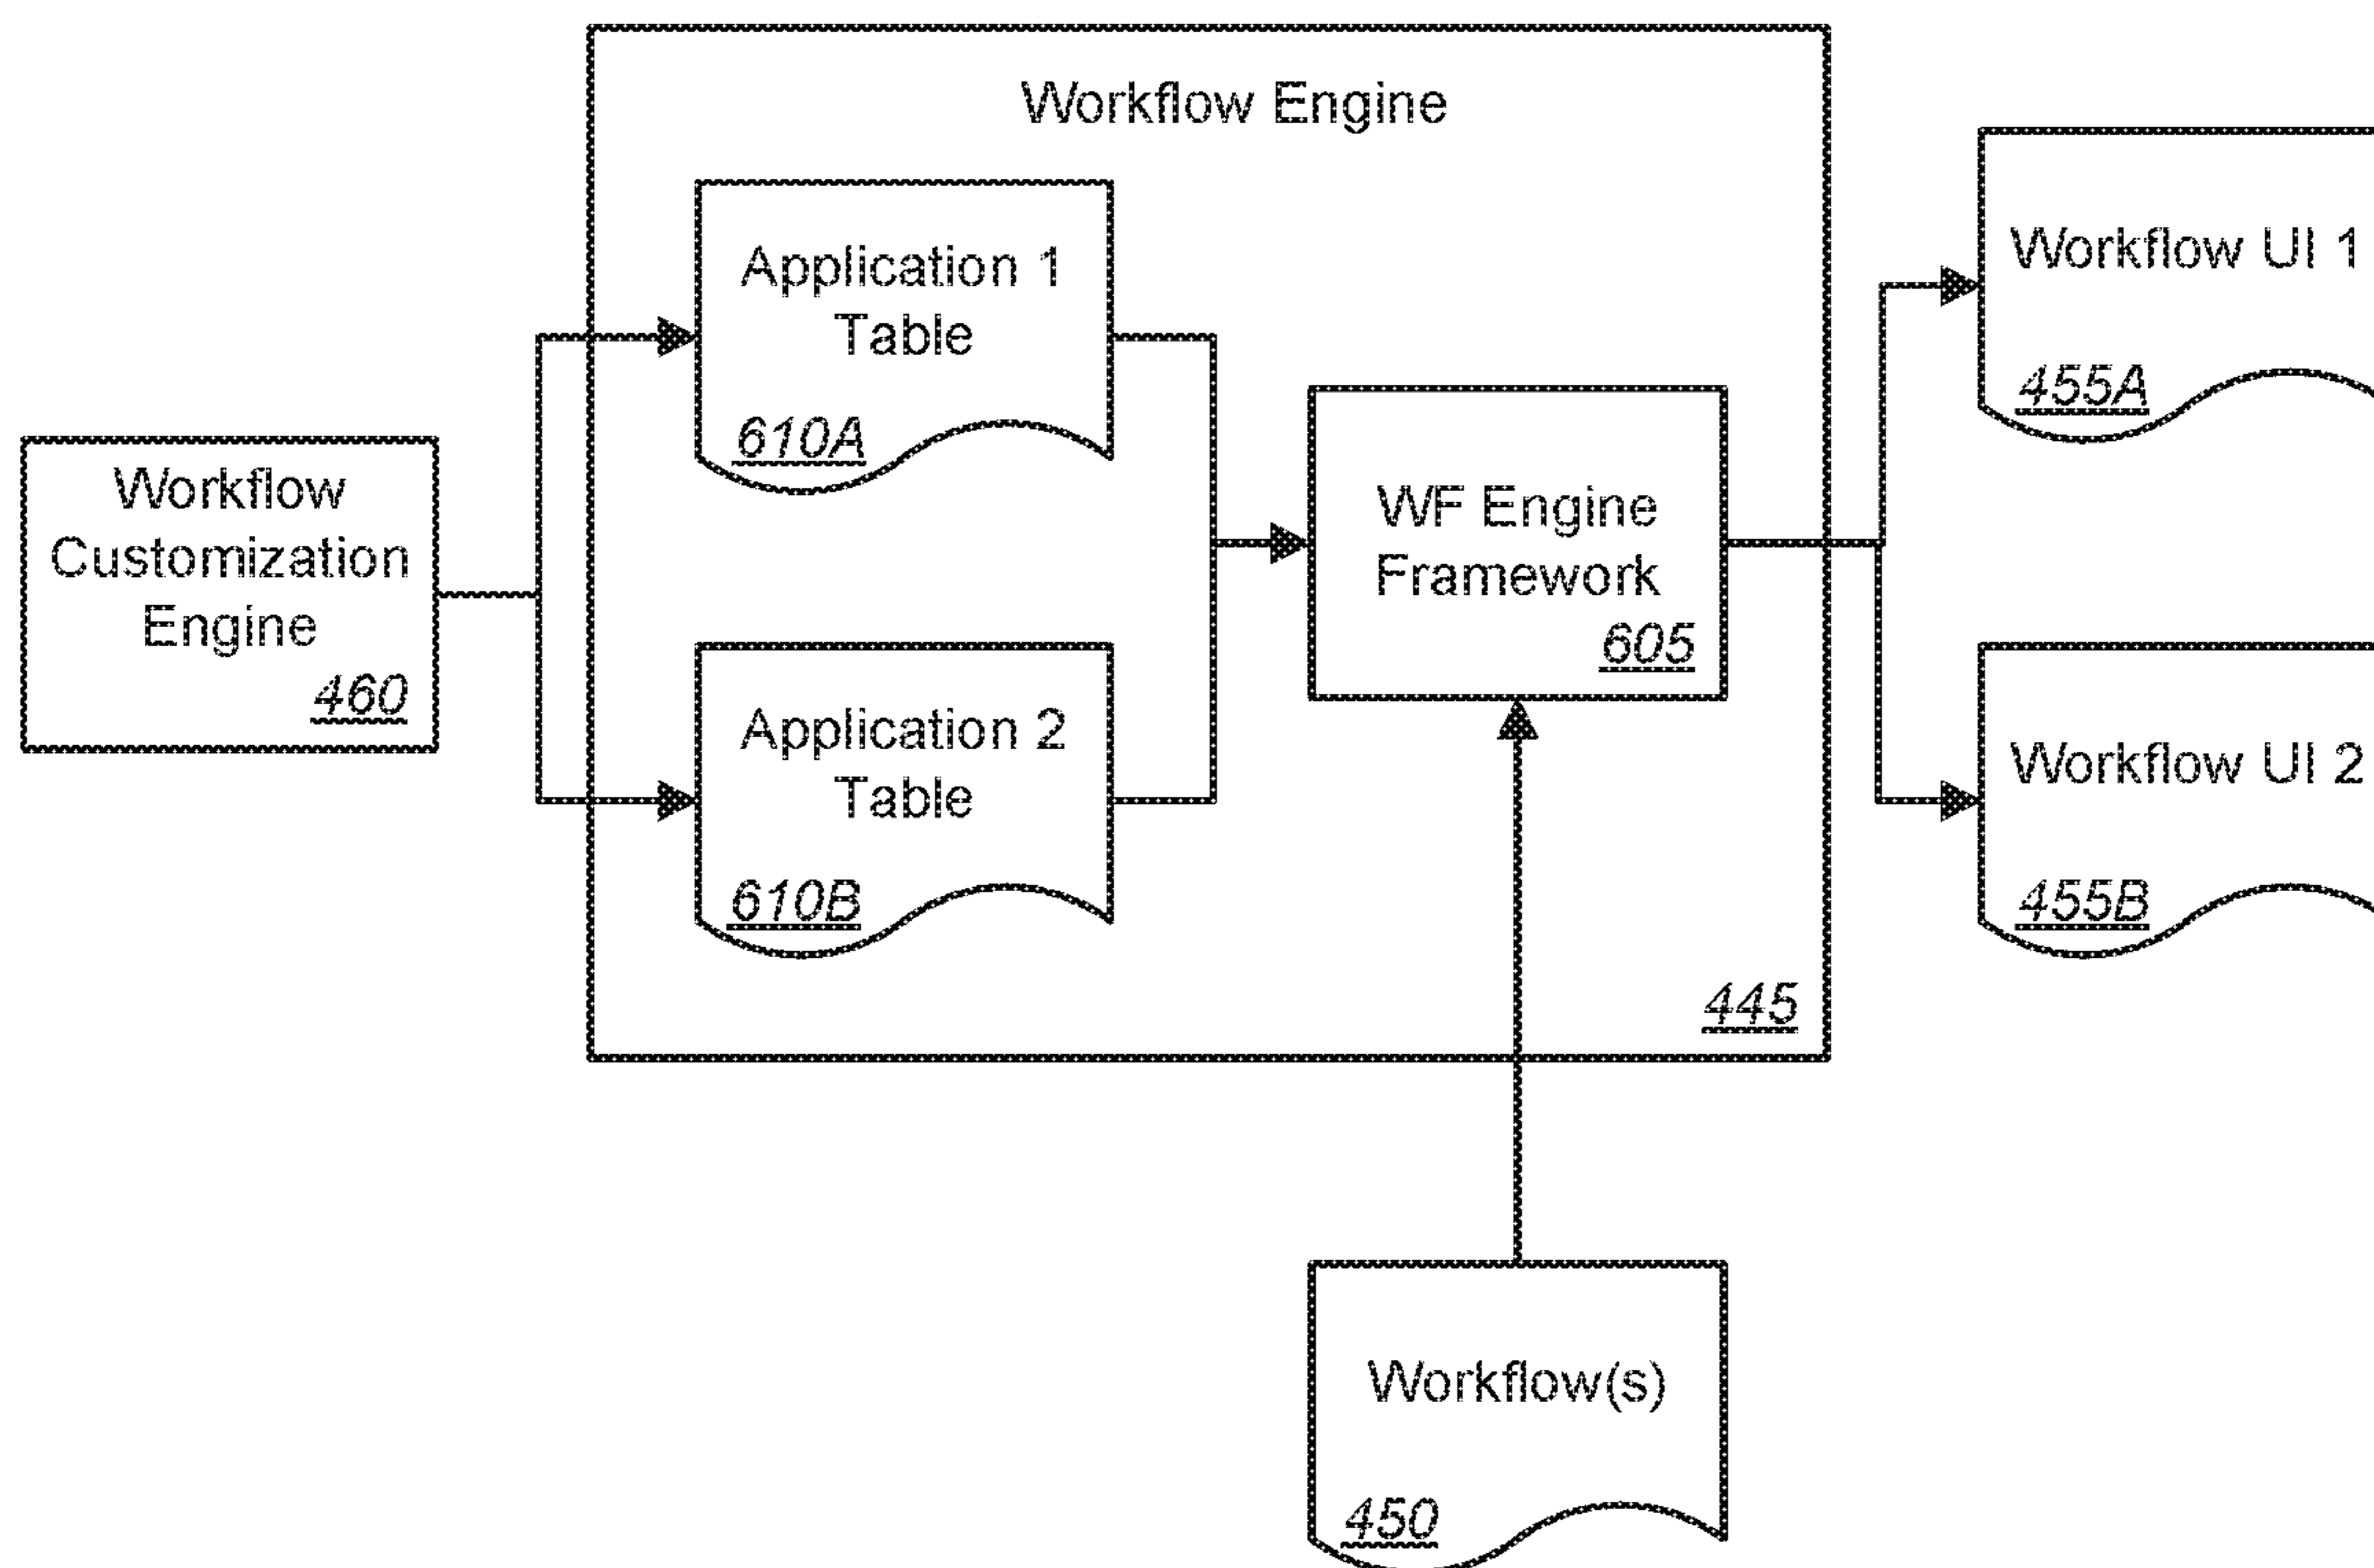 Workflow Engine
Application 1
Table
610A
Workflow
Customization
Engine
460
Application 2
Table
610B
WF Engine
Framework
605
445
Workflow UI 1
455A
Workflow UI 2
455B
Workflow(s)
450